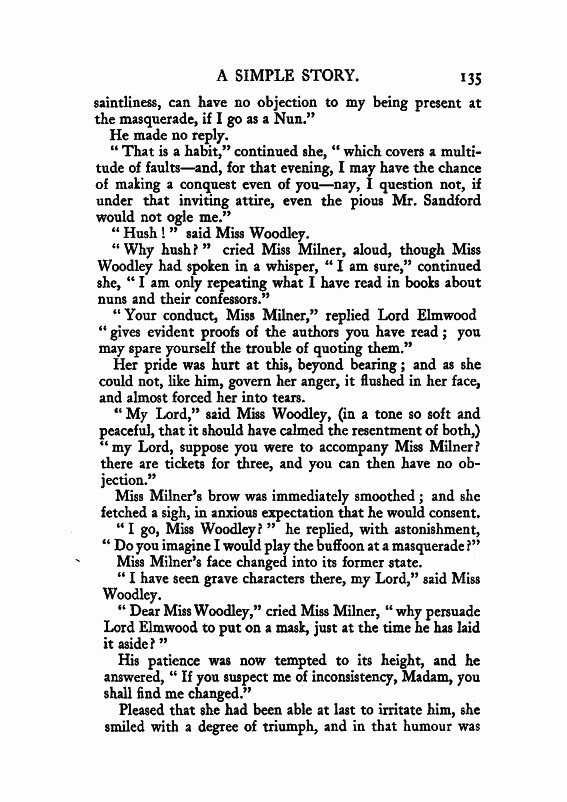 A SIMPLE STORY. 135
saintliness, can have no objection to my being present at
the masquerade, if I go as a Nun.”
He made no reply.
“ That is a habit,” continued she, “ which covers a multi-
tude of faults—and, for that evening, I may have the chance
of making a conquest even of you—nay, I question not, if
under that inviting attire, even the pious Mr. Sandford
would not ogle me.”
“ Hush ! ” said Miss Woodley.
“ Why hush? ” cried Miss Milner, aloud, though Miss
Woodley had spoken in a whisper, “ I am sure,” continued
she, “ I am only repeating what I have read in books about
nuns and their confessors.”
“ Your conduct, Miss Milner,” replied Lord Elmwood
“ gives evident proofs of the authors you have read ; you
may spare yourself the trouble of quoting them.”
Her pride was hurt at this, beyond bearing ; and as she
could not, like him, govern her anger, it flushed in her face,
and almost forced her into tears.
“ My Lord,” said Miss Woodley, (in a tone so soft and
peaceful, that it should have calmed the resentment of both,)
“ my Lord, suppose you were to accompany Miss Milner?
there are tickets for three, and you can then have no ob-
jection.”
Miss Milner’s brow was immediately smoothed ; and she
fetched a sigh, in anxious expectation that he would consent.
“ I go, Miss Woodley? ” he replied, with astonishment,
“ Do you imagine I would play the buffoon at a masquerade?”
Miss Milner’s face changed into its former state.
“ I have seen grave characters there, my Lord,” said Miss
Woodley.
“ Dear Miss Woodley,” cried Miss Milner, “ why persuade
Lord Elmwood to put on a mask, just at the time he has laid
it aside? ”
His patience was now tempted to its height, and he
answered, “ If you suspect me of inconsistency, Madam, you
shall find me changed.”
Pleased that she had been able at last to irritate him, she
smiled with a degree of triumph, and in that humour was